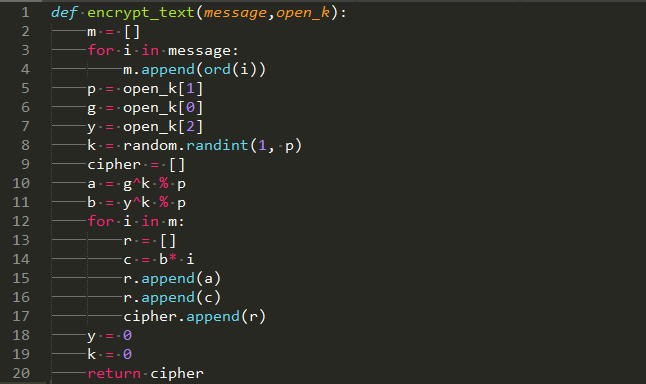 1 def encrypt_text(message,open_k):
2 m = []
3 for i in message:
4 m.append(ord(i))
5 p = open_k[1]
6 g = open_k[0]
7 y = open_k[2]
8 k = random.randint(1, p)
9 cipher = []
10 a = g^k % p
11 b = y^k % p
12 for i in m:
13 r = []
14 c = b* i
15 r.append(a)
16 r.append(c)
17 cipher.append(r)
18 y = 0
19 k = 0
20 return cipher